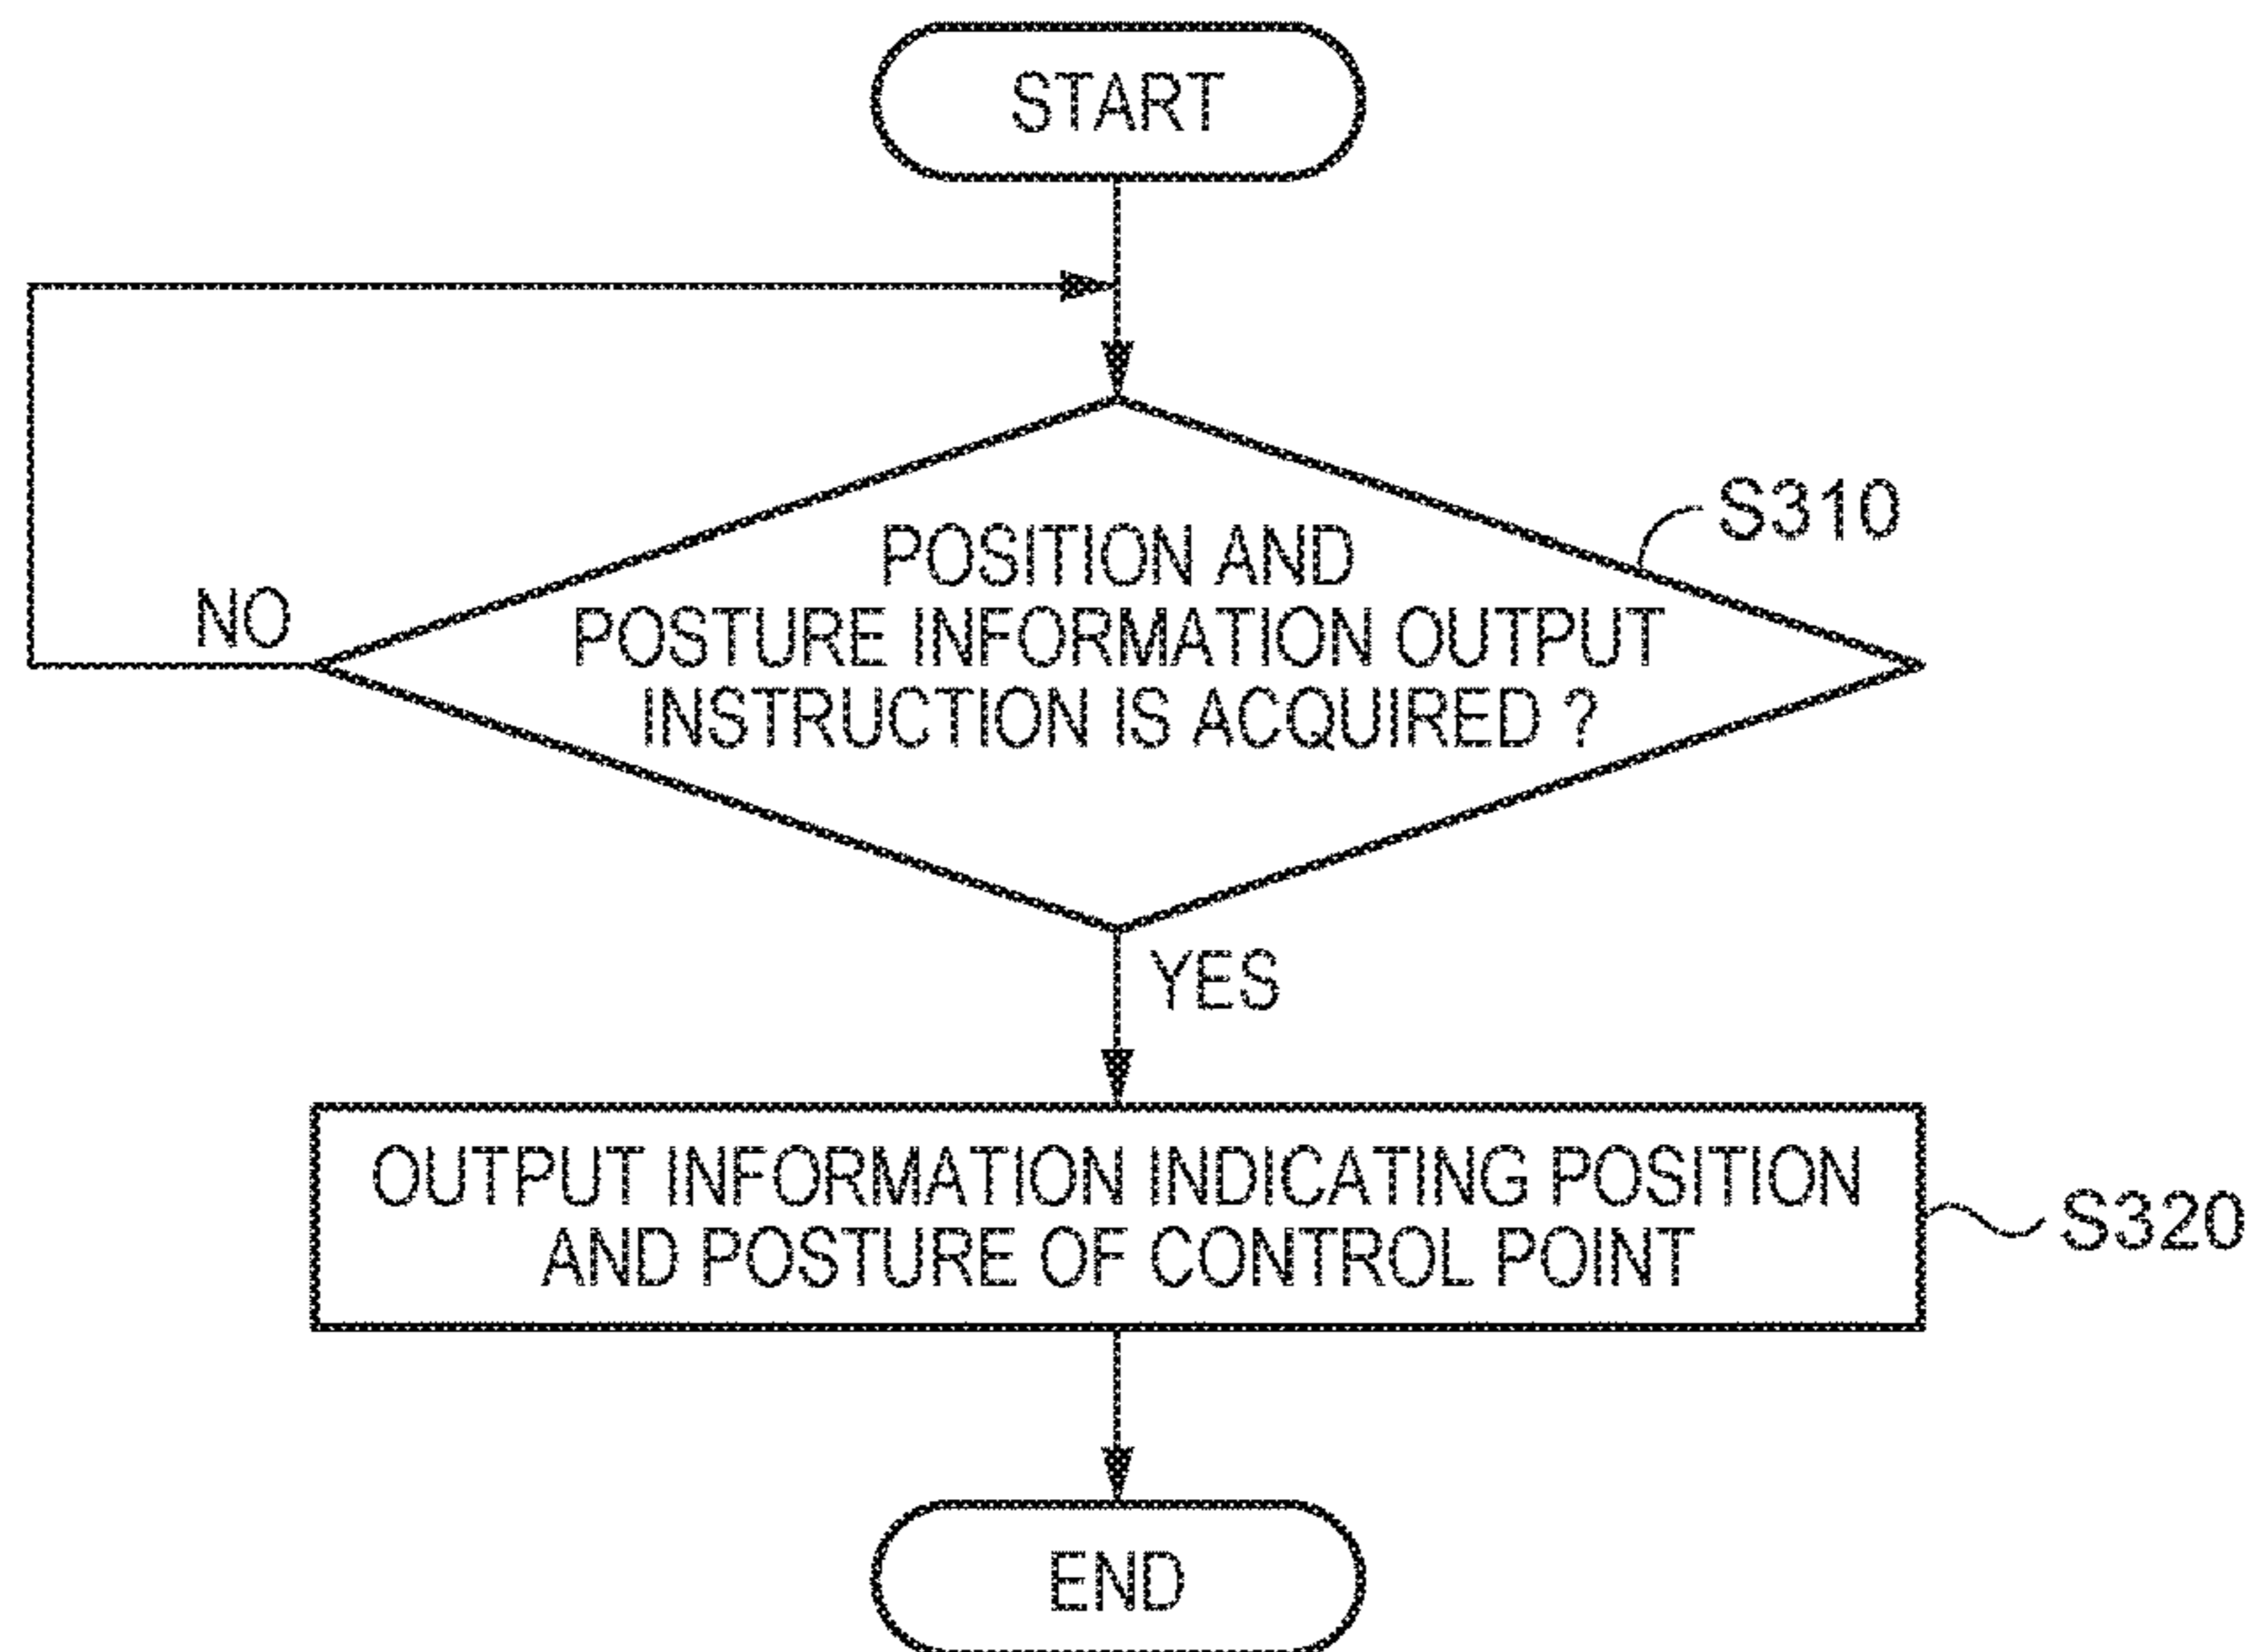 START
S310
POSITION AND
POSTURE INFORMATION OUTPUT
INSTRUCTION IS ACQUIRED ?
NO
YES
OUTPUT INFORMATION INDICATING POSITION
AND POSTURE OF CONTROL POINT
S320
END